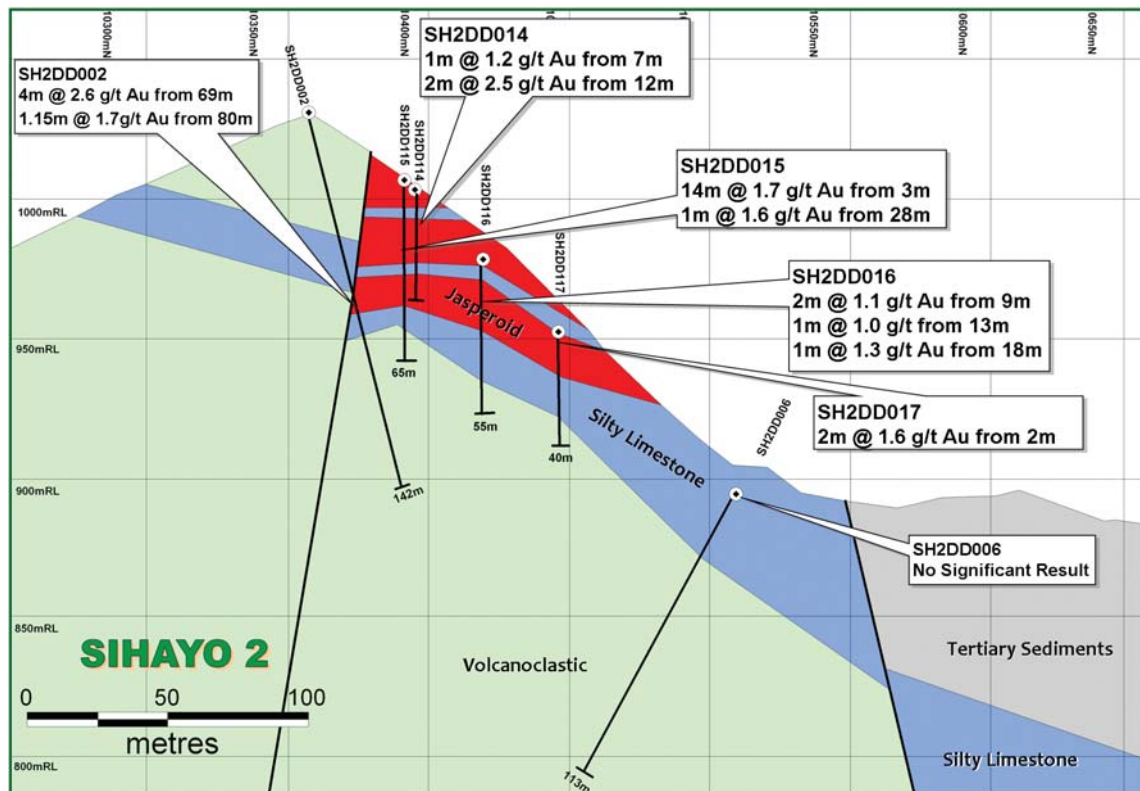 10300mN
10350mN
10400mN
10
10
10550mN
0600mN
0650mN
SH2DD002
4m @ 2.6 g/t Au from 69m
1.15m @ 1.7g/t Au from 80m
SH2DD002
SH2DD014
1m @ 1.2 g/t Au from 7m
2m @ 2.5 g/t Au from 12m
SH2DD115
SH2DD114
SH2DD116
SH2DD117
SH2DD015
14m @ 1.7 g/t Au from 3m
1m @ 1.6 g/t Au from 28m
SH2DD016
2m @ 1.1 g/t Au from 9m
1m @ 1.0 g/t from 13m
1m @ 1.3 g/t Au from 18m
SH2DD017
2m @ 1.6 g/t Au from 2m
SH2DD006
SH2DD006
No Significant Result
1000mRL
950mRL
900mRL
850mRL
800mRL
Jasperoid
65m
55m
40m
142m
113m
Silty Limestone
Volcanoclastic
Tertiary Sediments
Silty Limestone
SIHAYO 2
0 50 100
metres